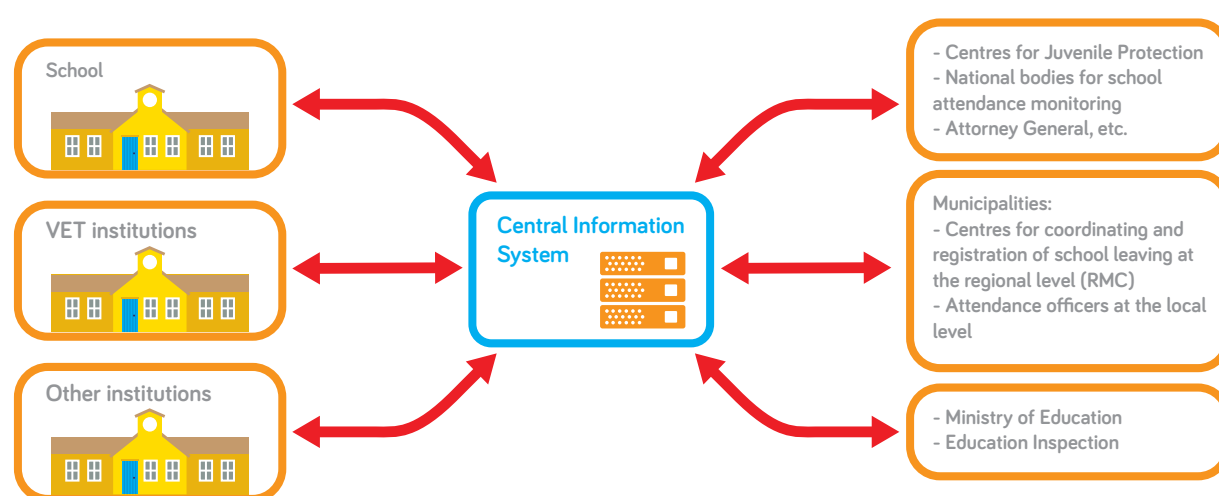 School
VET institutions
Other institutions
Central Information
System
- Centres for Juvenile Protection
- National bodies for school
attendance monitoring
- Attorney General, etc.
Municipalities:
- Centres for coordinating and
registration of school leaving at
the regional level (RMC)
- Attendance officers at the local
level
- Ministry of Education
- Education Inspection